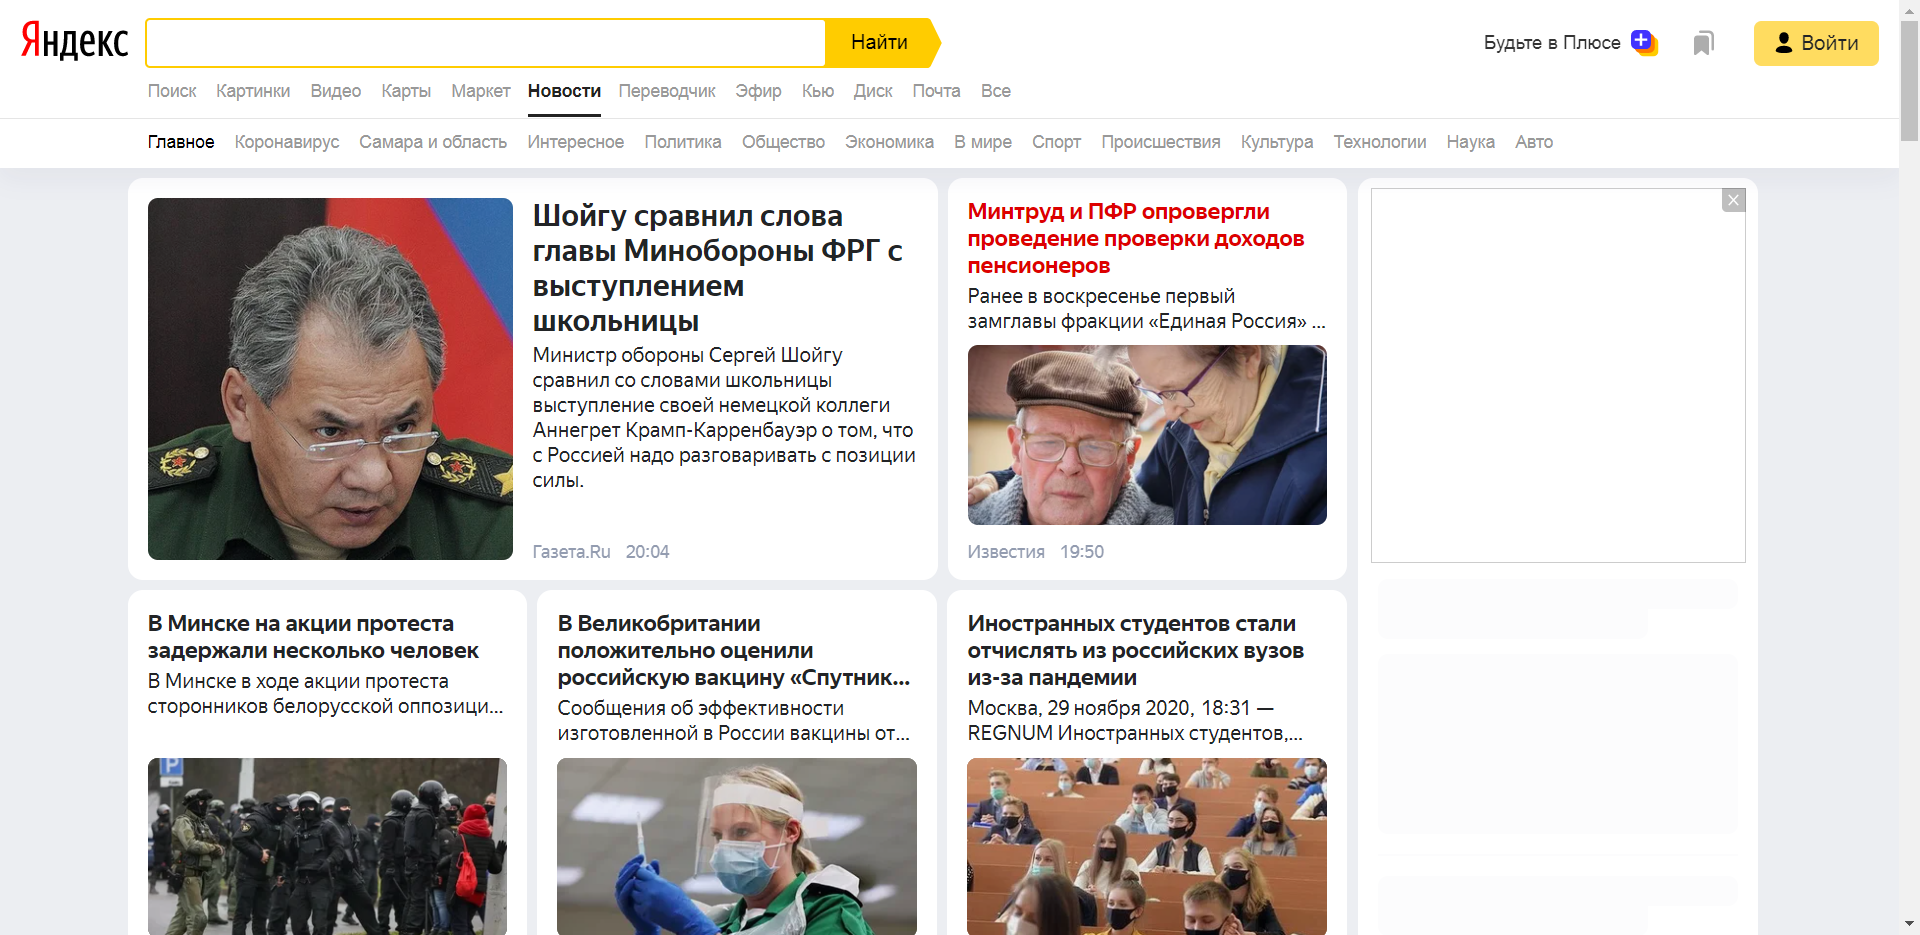 Яндекс
Найти
Будьте в Плюсе
Войти
Поиск Картинки Видео Карты Маркет Новости Переводчик Эфир Кью Диск Почта Все
Главное Коронавирус Самара и область Интересное Политика Общество Экономика В мире Спорт Происшествия Культура Технологии Наука Авто
Шойгу сравнил слова
главы Минобороны ФРГ с
выступлением
школьницы
Министр обороны Сергей Шойгу
сравнил со словами школьницы
выступление своей немецкой коллеги
Аннегрет Крамп-Карренбауэр о том, что
с Россией надо разговаривать с позиции
силы.
Газета.Ru 20:04
Минтруд и ПФР опровергли
проведение проверки доходов
пенсионеров
Ранее в воскресенье первый
замглавы фракции «Единая Россия» ...
Известия 19:50
В Минске на акции протеста
задержали несколько человек
В Минске в ходе акции протеста
сторонников белорусской оппозици...
P
В Великобритании
положительно оценили
российскую вакцину «Спутник...
Сообщения об эффективности
изготовленной в России вакцины от...
Иностранных студентов стали
отчислять из российских вузов
из-за пандемии
Москва, 29 ноября 2020, 18:31 —
REGNUM Иностранных студентов,...